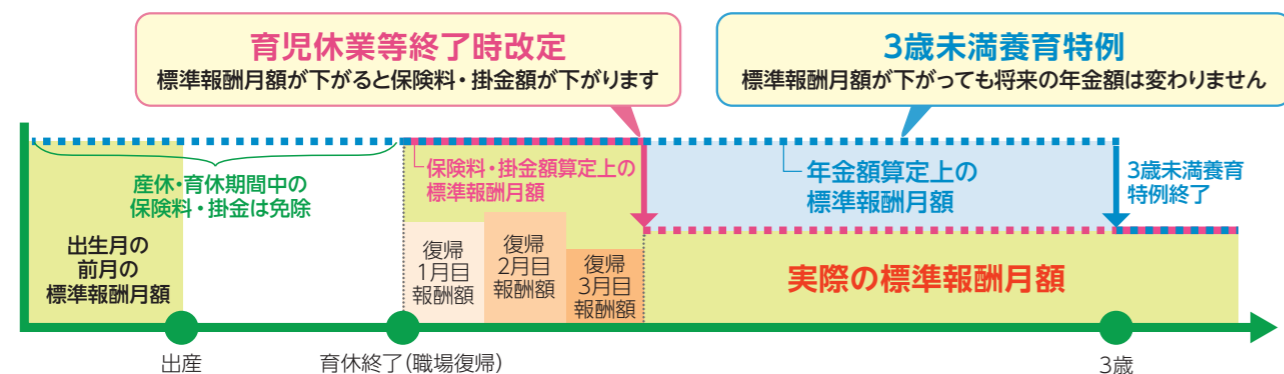 育児休業等終了時改定
標準報酬月額が下がると保険料・掛金額が下がります
3歳未満養育特例
標準報酬月額が下がっても将来の年金額は変わりません
産休・育休期間中の
保険料・掛金は免除
出生月の
前月の
標準報酬月額
保険料・掛金額算定上の
標準報酬月額
復帰
1月目
報酬額
復帰
2月目
報酬額
復帰
3月目
報酬額
年金額算定上の
標準報酬月額
3歳未満養育
特例終了
実際の標準報酬月額
出産
育休終了(職場復帰)
3歳